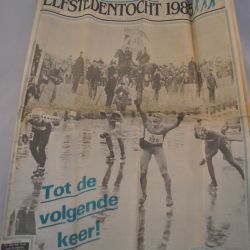 ELFSTEDENTOCHT 1985
Tot de
volgende
keer!